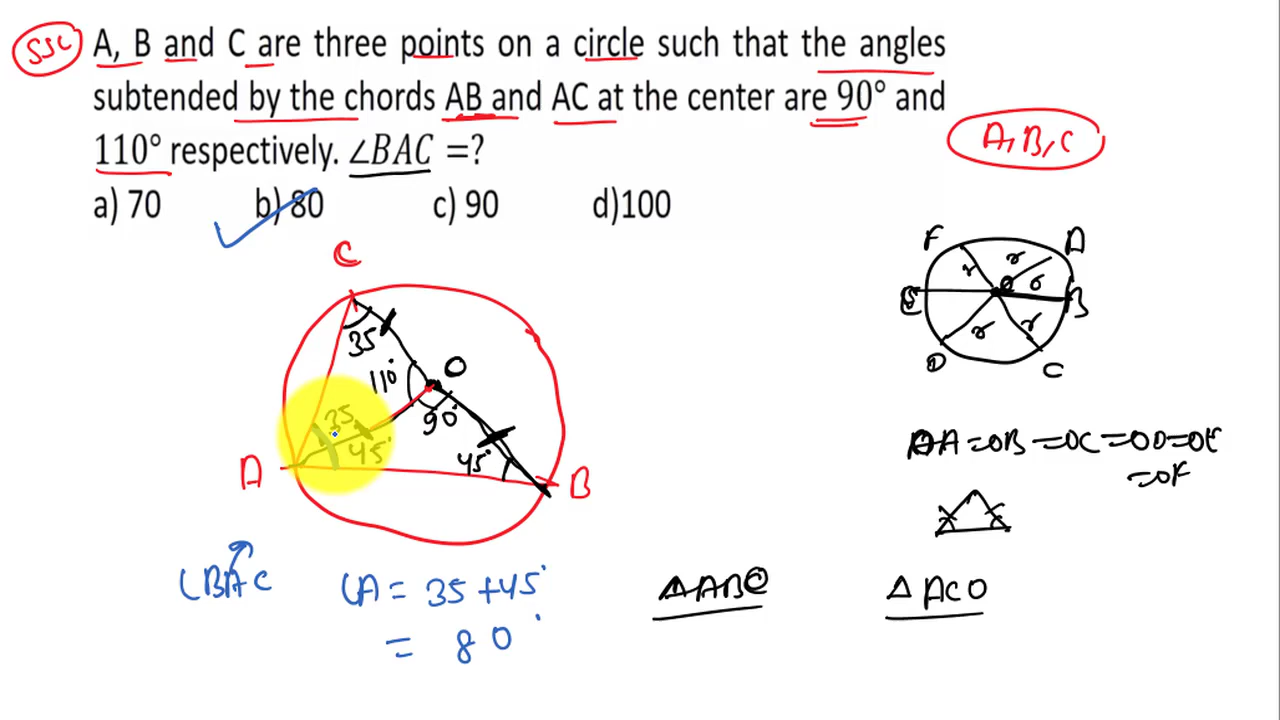 SSC
A, B and C are three points on a circle such that the angles
subtended by the chords AB and AC at the center are 90° and
110° respectively. ∠BAC =?
a) 70 b) 80 c) 90 d)100
A, B, C
C
35
110°
O
90°
35
45°
45°
A
B
F
A
r
r
O
E
B
r
r
D
C
OA=OB=OC=OD=OE
=OF
∠BAC
∠A= 35+45°
= 80°
△ABO
△ACO